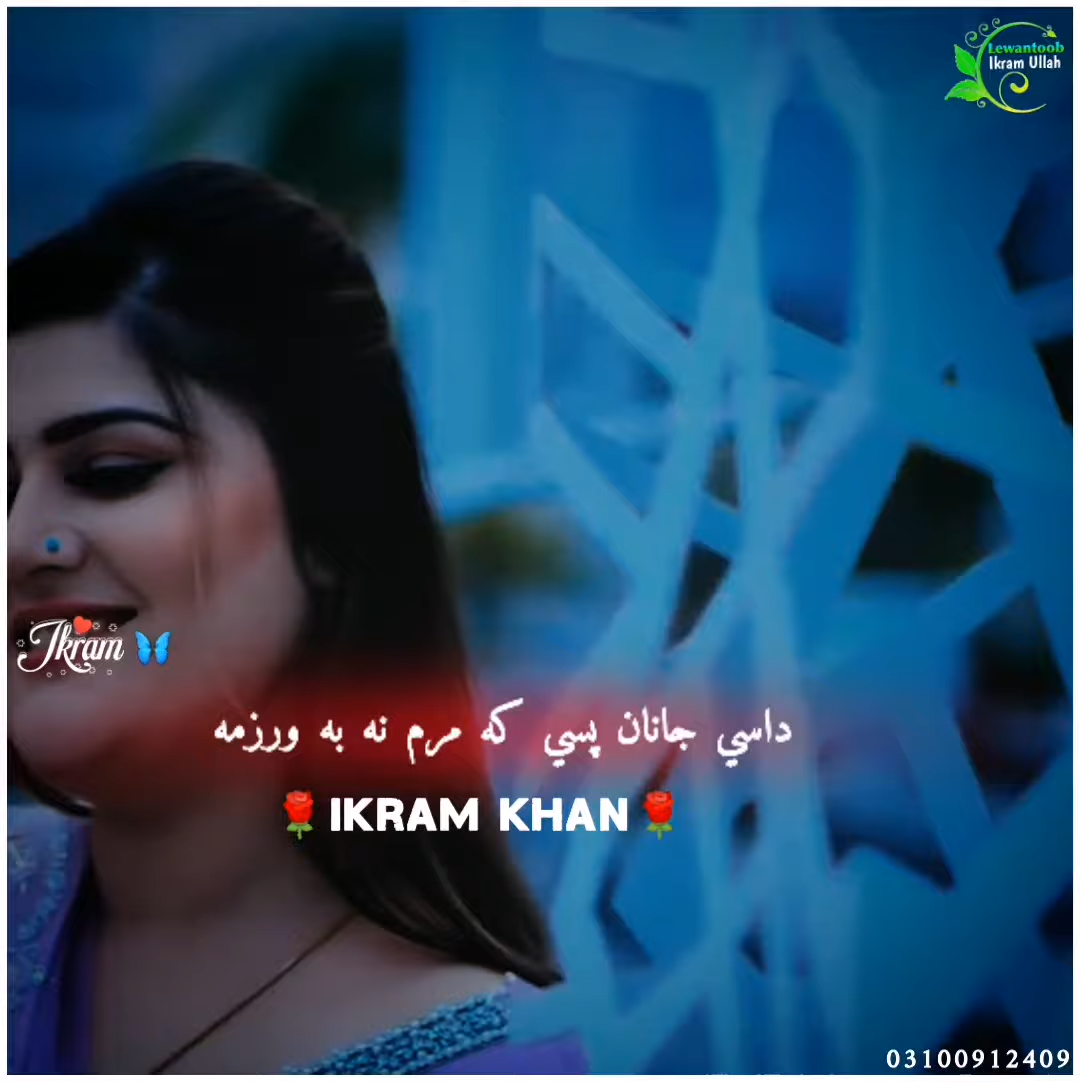 Lewantoob
Ikram Ullah
Ikram
داسي جانان پسي که مرم نه به ورزمه
IKRAM KHAN
03100912409